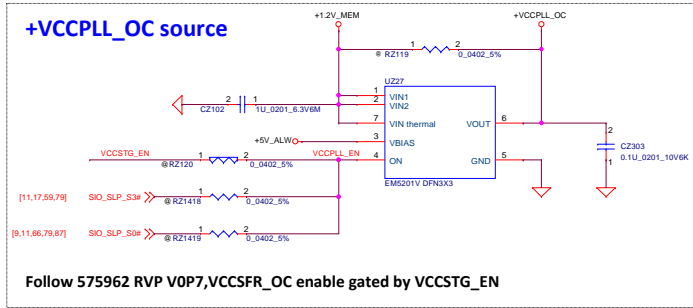 +VCCPLL_OC source
+1.2V_MEM
+VCCPLL_OC
1 2
@ RZ119 0_0402_5%
UZ27
1 VIN1
2 VIN2
7 VIN thermal VOUT 6
3 VBIAS
4 ON GND 5
EM5201V DFN3X3
2 1
CZ102 1U_0201_6.3V6M
+5V_ALW
2
CZ303
0.1U_0201_10V6K
1
VCCSTG_EN 1 2 VCCPLL_EN
@RZ120 0_0402_5%
[11,17,59,79] SIO_SLP_S3# 1 2
@RZ1418 0_0402_5%
[9,11,66,79,87] SIO_SLP_S0# 1 2
@RZ1419 0_0402_5%
Follow 575962 RVP V0P7,VCCSFR_OC enable gated by VCCSTG_EN